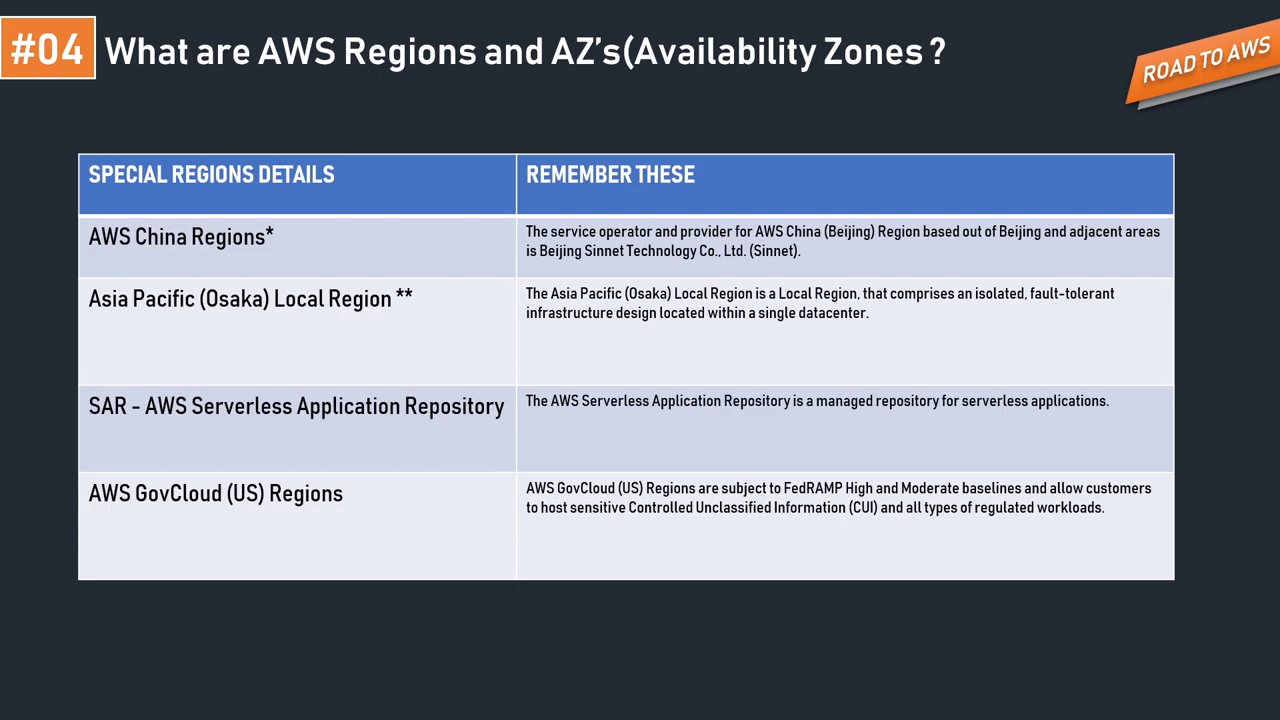 #04
What are AWS Regions and AZ's(Availability Zones ?
ROAD TO AWS
SPECIAL REGIONS DETAILS
REMEMBER THESE
AWS China Regions*
The service operator and provider for AWS China (Beijing) Region based out of Beijing and adjacent areas
is Beijing Sinnet Technology Co., Ltd. (Sinnet).
Asia Pacific (Osaka) Local Region **
The Asia Pacific (Osaka) Local Region is a Local Region, that comprises an isolated, fault-tolerant
infrastructure design located within a single datacenter.
SAR - AWS Serverless Application Repository
The AWS Serverless Application Repository is a managed repository for serverless applications.
AWS GovCloud (US) Regions
AWS GovCloud (US) Regions are subject to FedRAMP High and Moderate baselines and allow customers
to host sensitive Controlled Unclassified Information (CUI) and all types of regulated workloads.